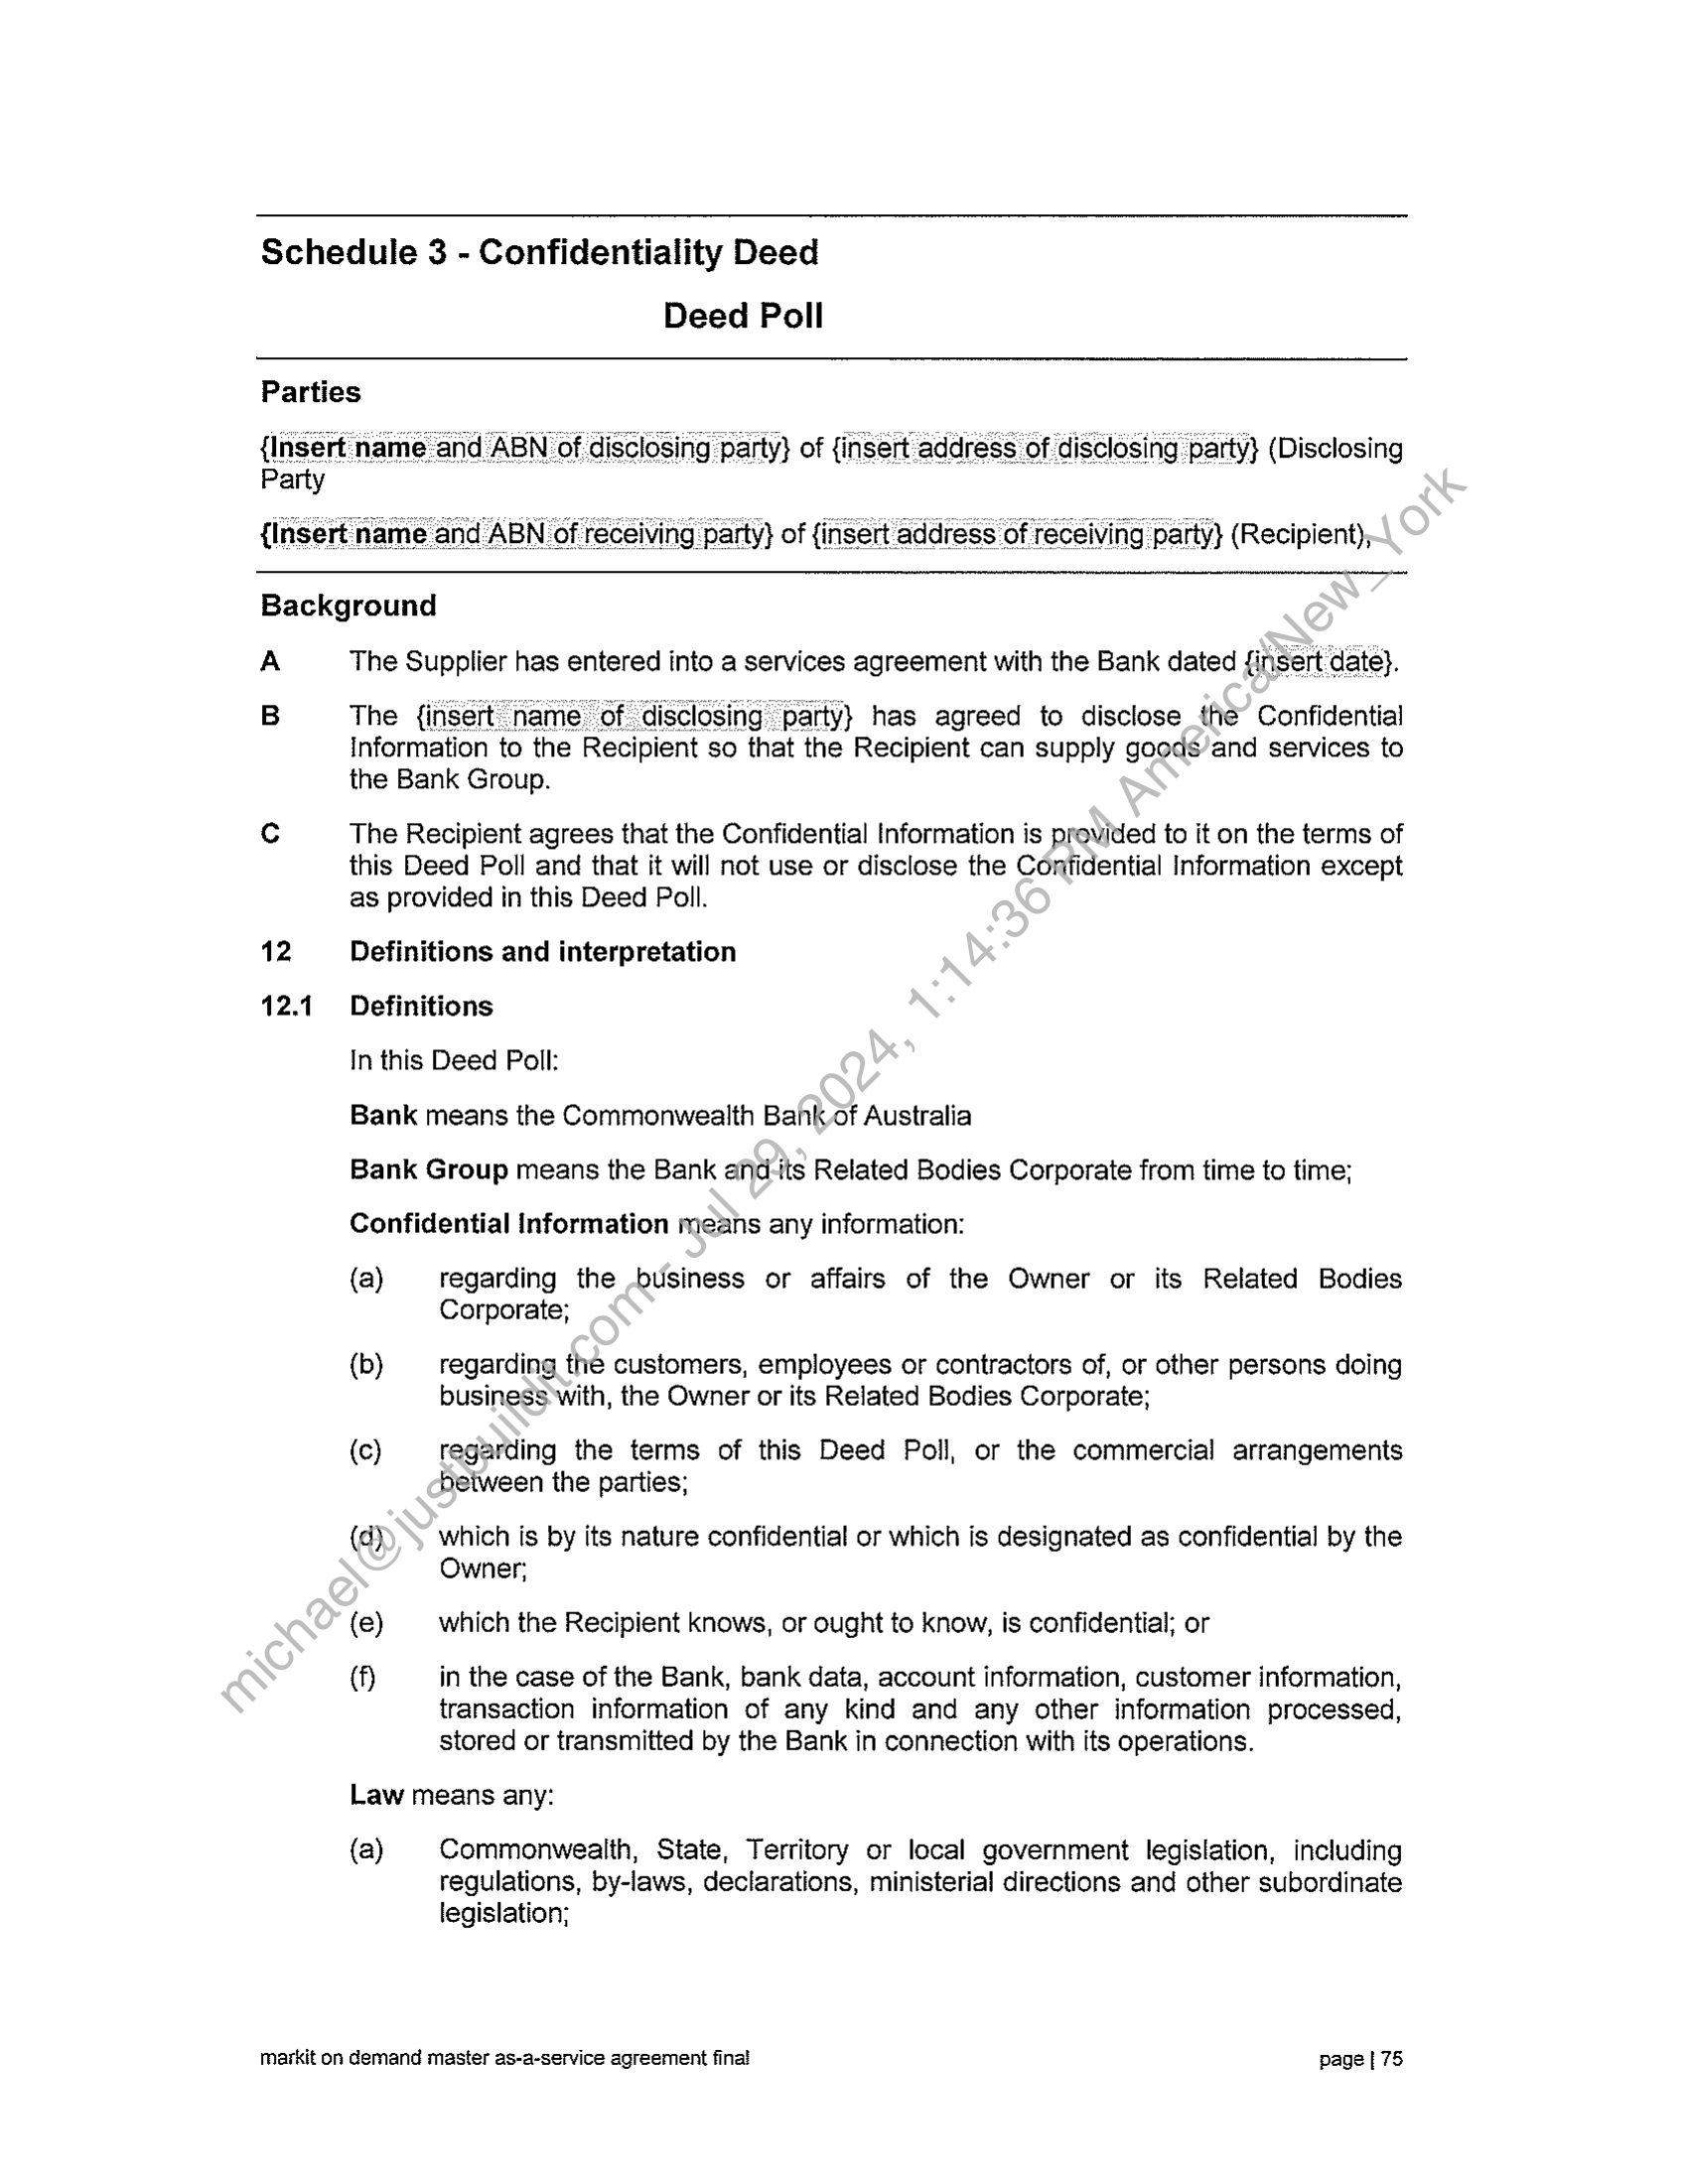 Schedule 3 - Confidentiality Deed
Deed Poll
Parties
{Insert name and ABN of disclosing party} of {insert address of disclosing party} (Disclosing
Party
{Insert name and ABN of receiving party} of {insert address of receiving party} (Recipient),
Background
A The Supplier has entered into a services agreement with the Bank dated {insert date}.
B The {insert name of disclosing party} has agreed to disclose the Confidential
Information to the Recipient so that the Recipient can supply goods and services to
the Bank Group.
C The Recipient agrees that the Confidential Information is provided to it on the terms of
this Deed Poll and that it will not use or disclose the Confidential Information except
as provided in this Deed Poll.
12 Definitions and interpretation
12.1 Definitions
In this Deed Poll:
Bank means the Commonwealth Bank of Australia
Bank Group means the Bank and its Related Bodies Corporate from time to time;
Confidential Information means any information:
(a) regarding the business or affairs of the Owner or its Related Bodies
Corporate;
(b) regarding the customers, employees or contractors of, or other persons doing
business with, the Owner or its Related Bodies Corporate;
(c) regarding the terms of this Deed Poll, or the commercial arrangements
between the parties;
(d) which is by its nature confidential or which is designated as confidential by the
Owner;
(e) which the Recipient knows, or ought to know, is confidential; or
(f) in the case of the Bank, bank data, account information, customer information,
transaction information of any kind and any other information processed,
stored or transmitted by the Bank in connection with its operations.
Law means any:
(a) Commonwealth, State, Territory or local government legislation, including
regulations, by-laws, declarations, ministerial directions and other subordinate
legislation;
markit on demand master as-a-service agreement final page | 75
michael@justbuildit.com - Jul 29, 2024, 1:14:36 PM America/New_York